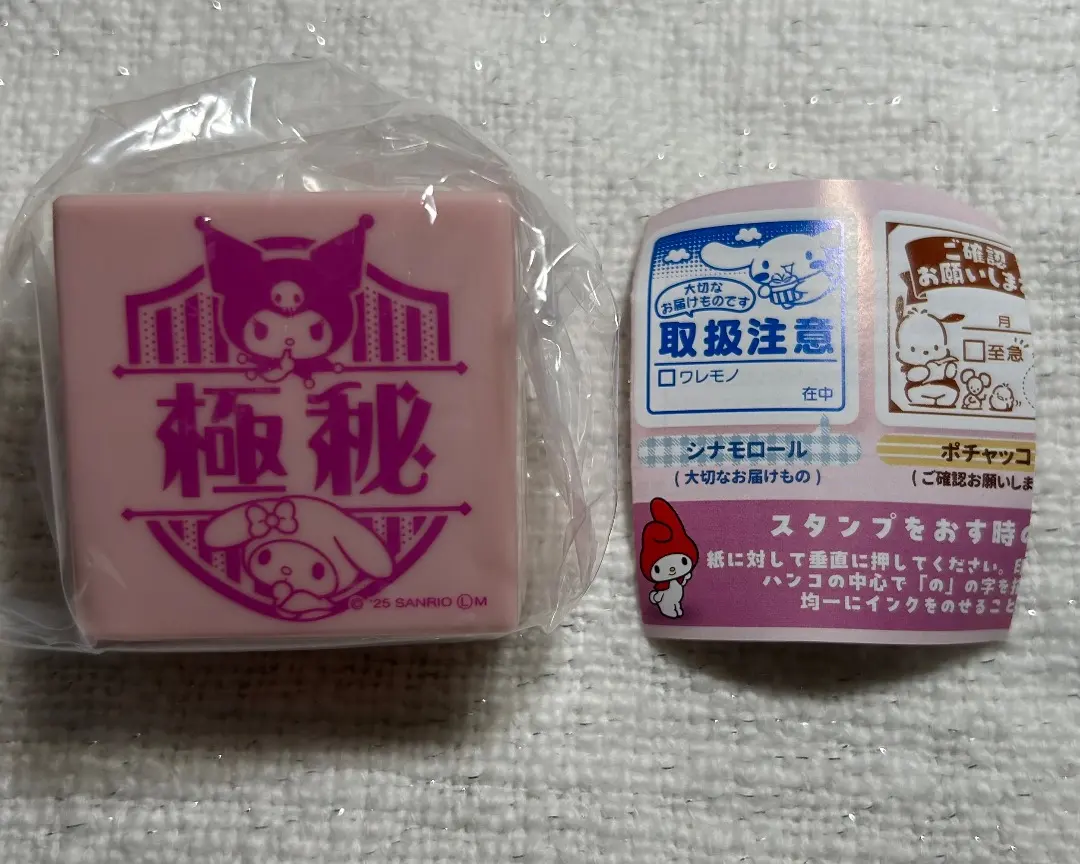 極秘
© '25 SANRIO ⓁM
大切な
お届けものです
取扱注意
□ワレモノ
在中
シナモロール
(大切なお届けもの)
ご確認
お願いしま
月
□至急
ポチャッコ
(ご確認お願いしま
スタンプをおす時の
紙に対して垂直に押してください。
ハンコの中心で「の」の字を
均一にインクをのせること